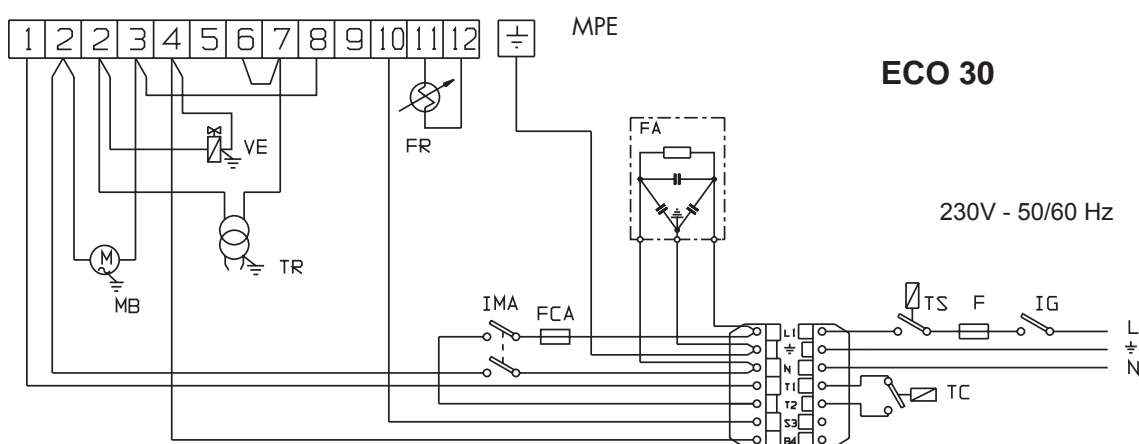 1 2 2 3 4 5 6 7 8 9 10 11 12
MPE
ECO 30
FA
FR
VE
230V - 50/60 Hz
M
TR
MB
IMA
FCA
TS
F
IG
L1
L
N
N
T1
TC
T2
S3
B4